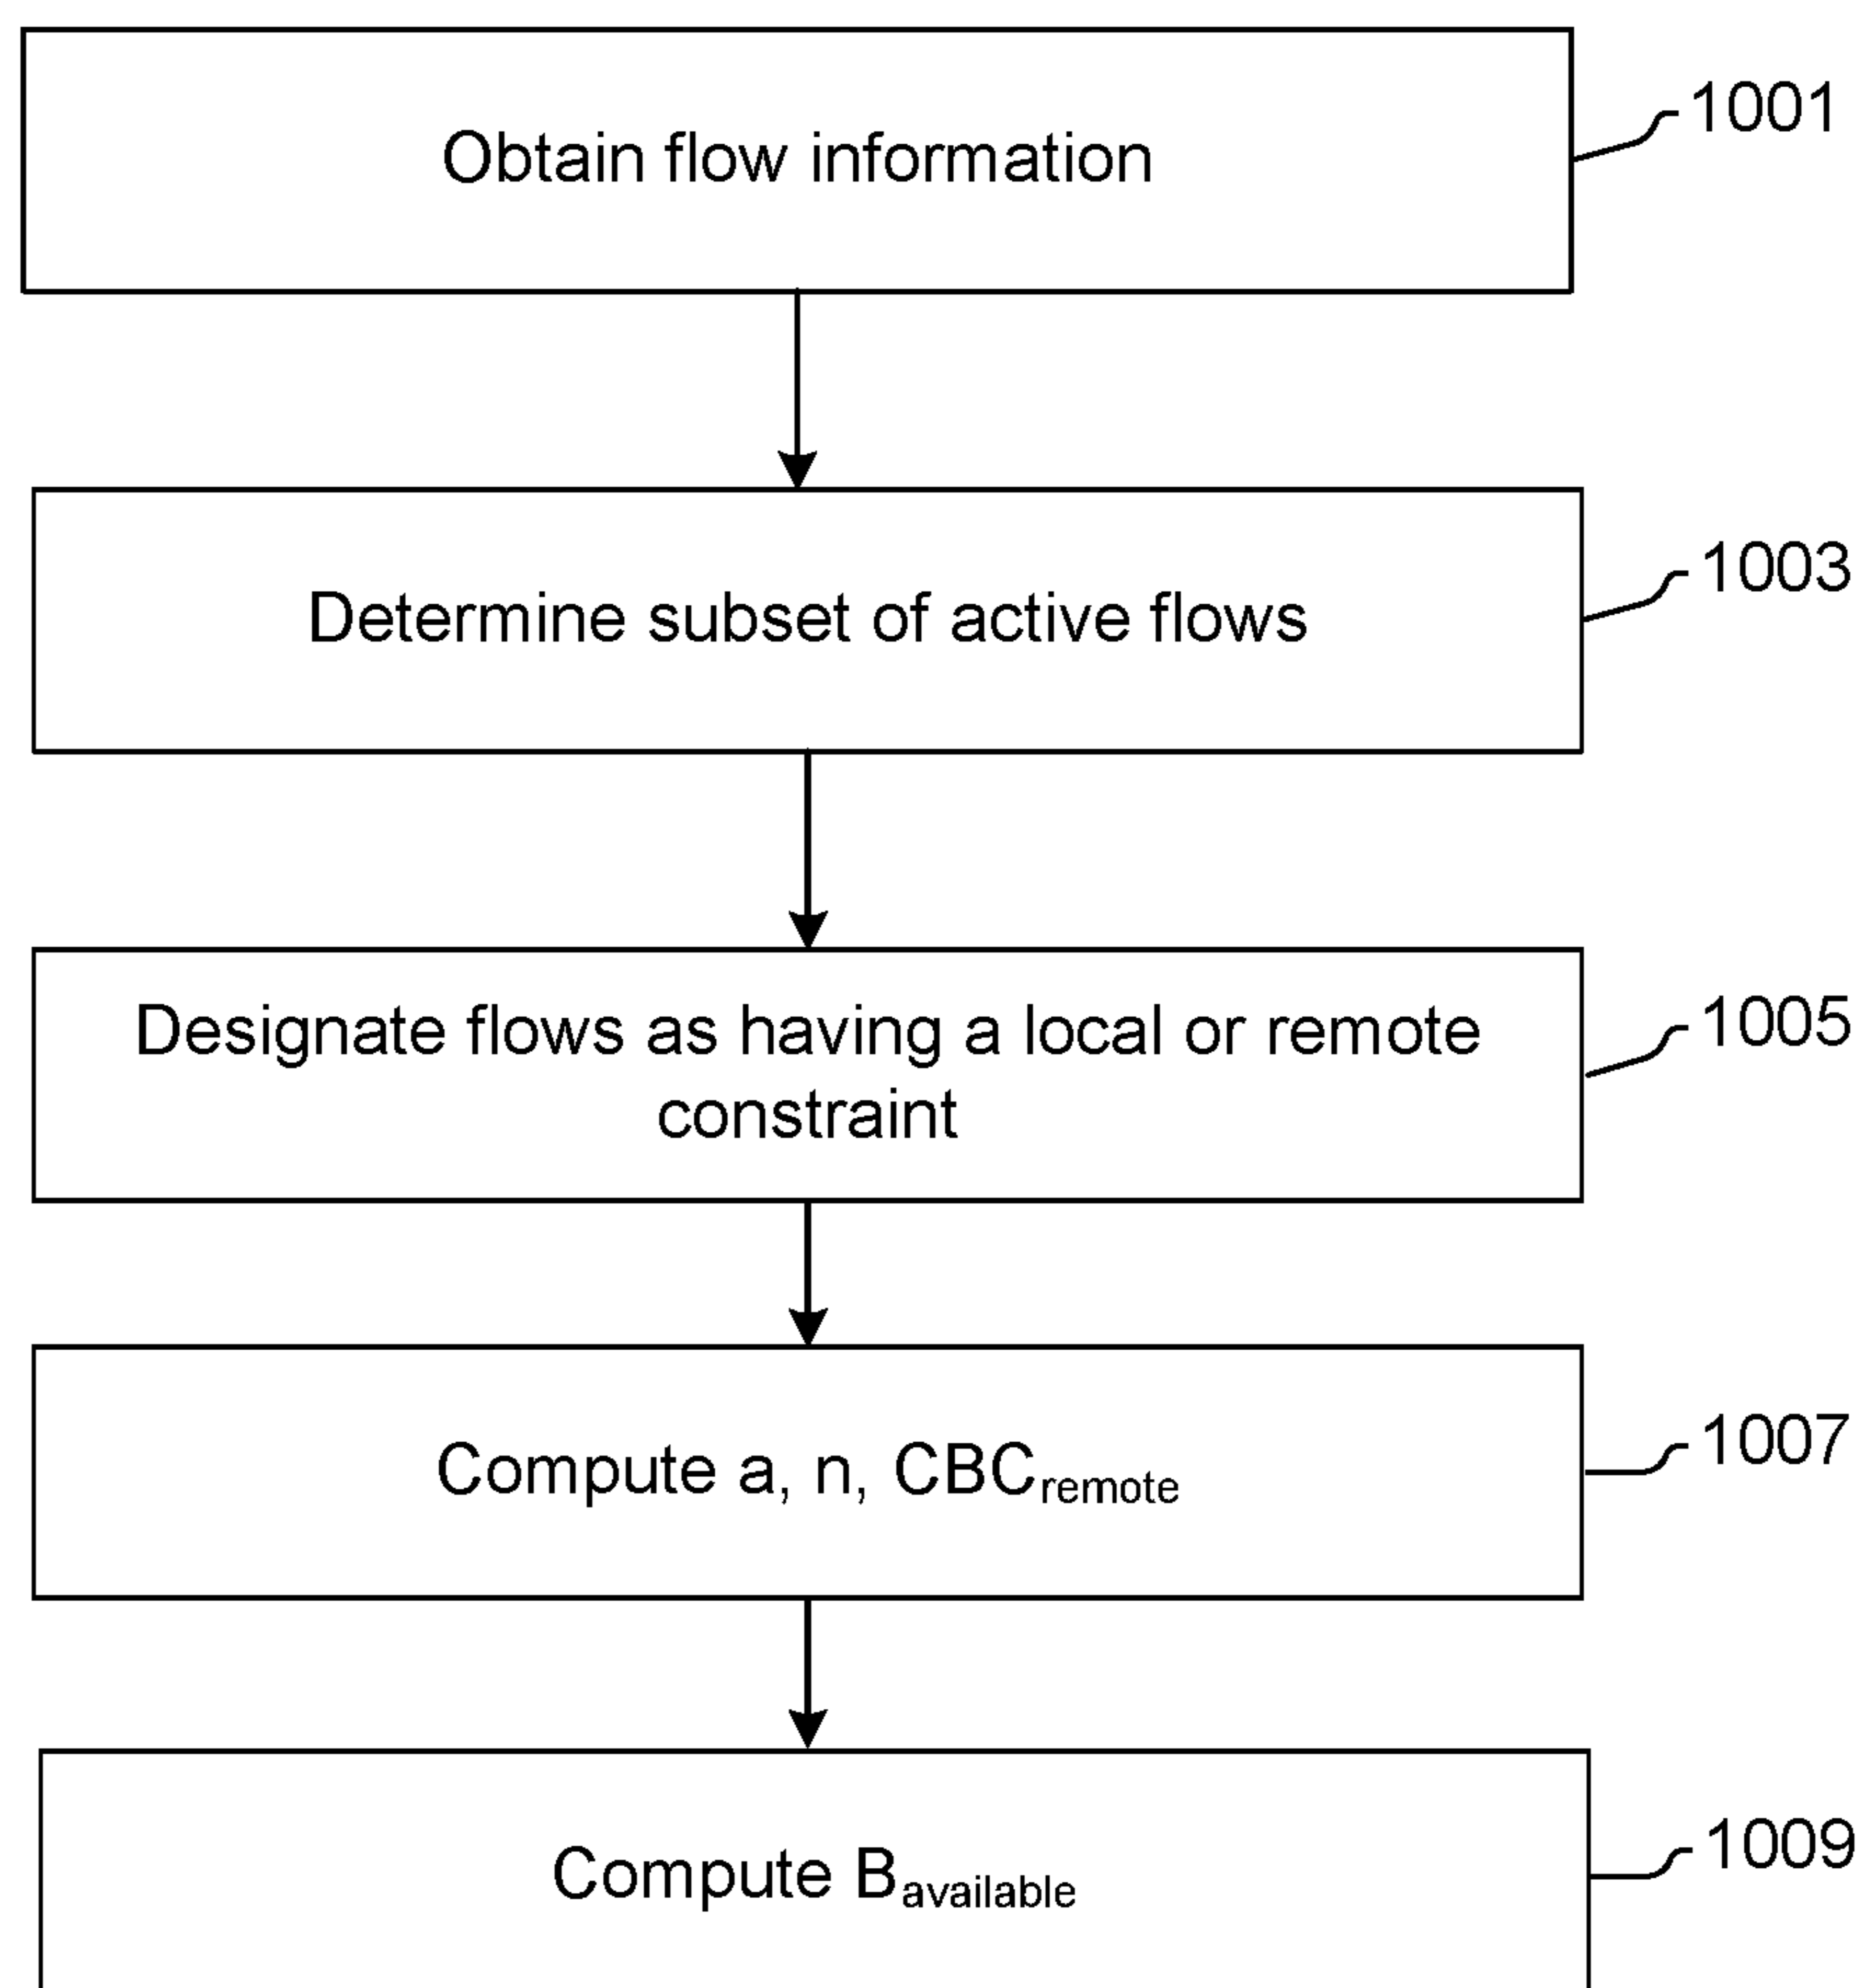 Obtain flow information
1001
Determine subset of active flows
1003
Designate flows as having a local or remote
constraint
1005
Compute a, n, CBCremote
1007
Compute Bavailable
1009